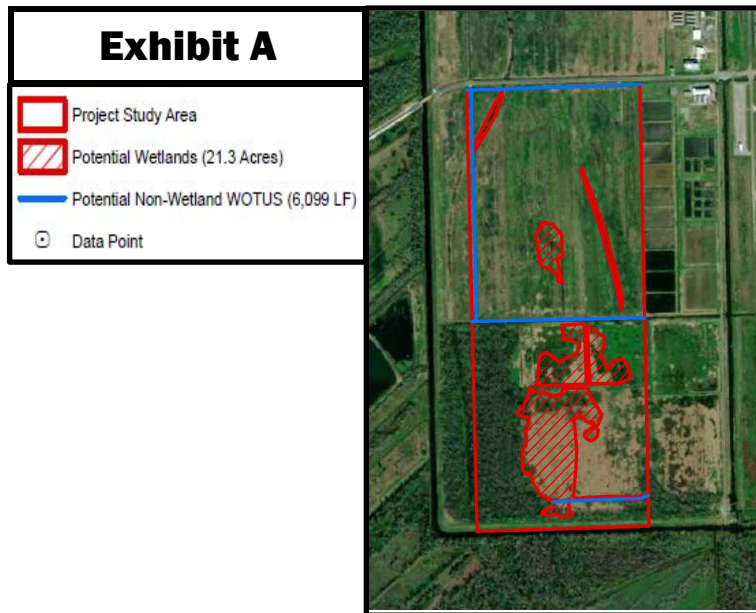 Exhibit A
Project Study Area
Potential Wetlands (21.3 Acres)
Potential Non-Wetland WOTUS (6,099 LF)
Data Point